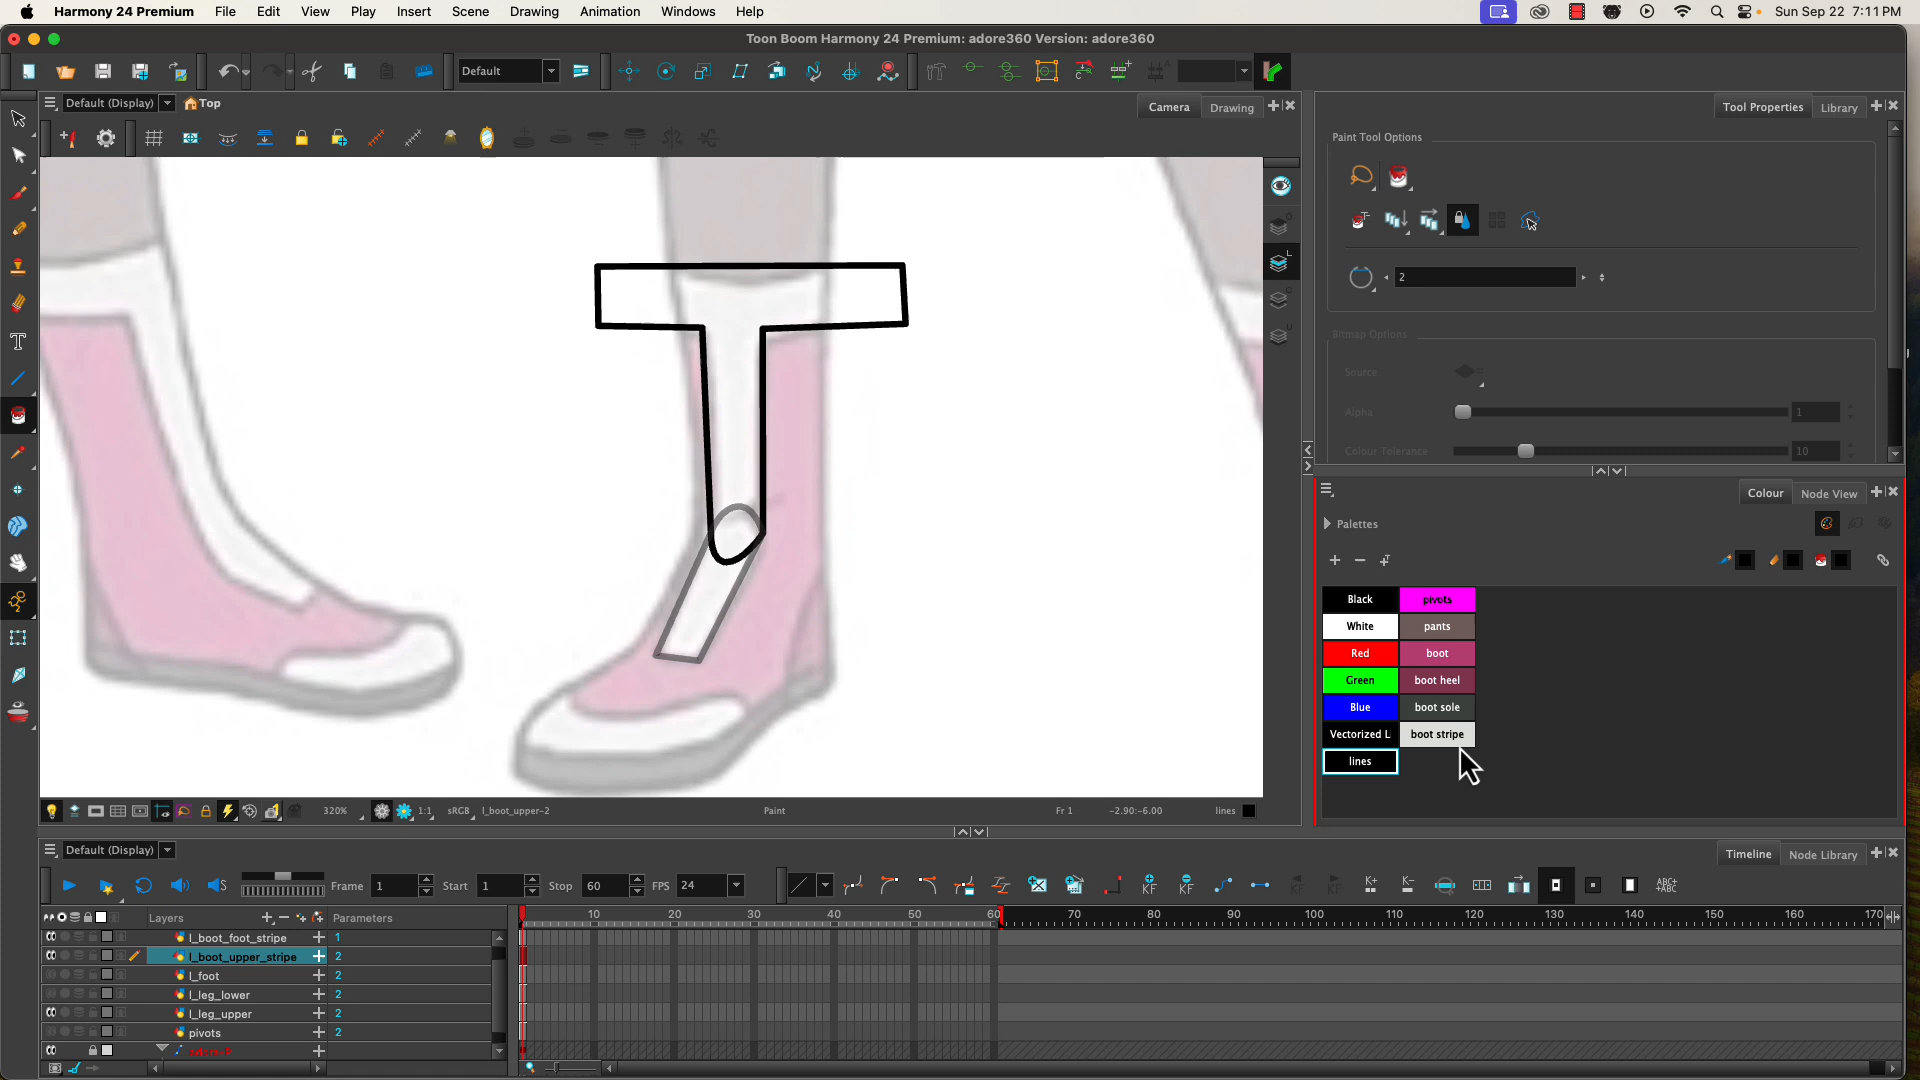 Harmony 24 Premium File Edit View Play Insert Scene Drawing Animation Windows Help Sun Sep 22 7:11 PM
Toon Boom Harmony 24 Premium: adore360 Version: adore360
Default
Default (Display) Top Camera Drawing
Tool Properties Library
Paint Tool Options
2
Bitmap Options
Source
Alpha 1
Colour Tolerance 10
Colour Node View
Palettes
Black pivots
White pants
Red boot
Green boot heel
Blue boot sole
Vectorized L boot stripe
lines
320% 1:1 sRGB l_boot_upper-2 Paint Fr 1 -2.90:-6.00 lines
Default (Display) Timeline Node Library
Frame 1 Start 1 Stop 60 FPS 24
Layers Parameters 10 20 30 40 50 60 70 80 90 100 110 120 130 140 150 160 170
l_boot_foot_stripe 1
l_boot_upper_stripe 2
l_foot 2
l_leg_lower 2
l_leg_upper 2
pivots 2